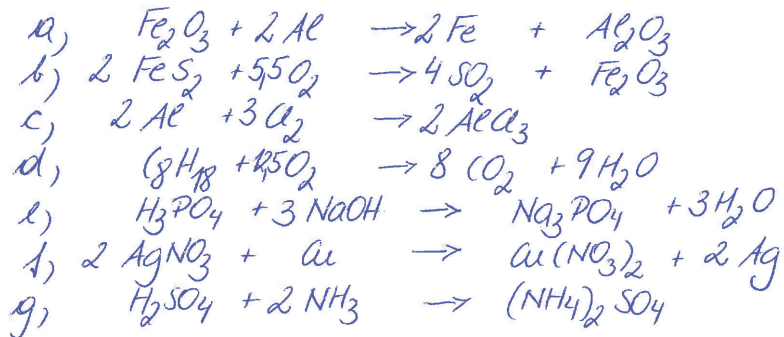 a) Fe₂O₃ + 2 Al → 2 Fe + Al₂O₃
b) 2 FeS₂ + 5,5 O₂ → 4 SO₂ + Fe₂O₃
c) 2 Al + 3 Cl₂ → 2 AlCl₃
d) C₈H₁₈ + 12,5 O₂ → 8 CO₂ + 9 H₂O
e) H₃PO₄ + 3 NaOH → Na₃PO₄ + 3 H₂O
f) 2 AgNO₃ + Cu → Cu(NO₃)₂ + 2 Ag
g) H₂SO₄ + 2 NH₃ → (NH4)₂ SO₄